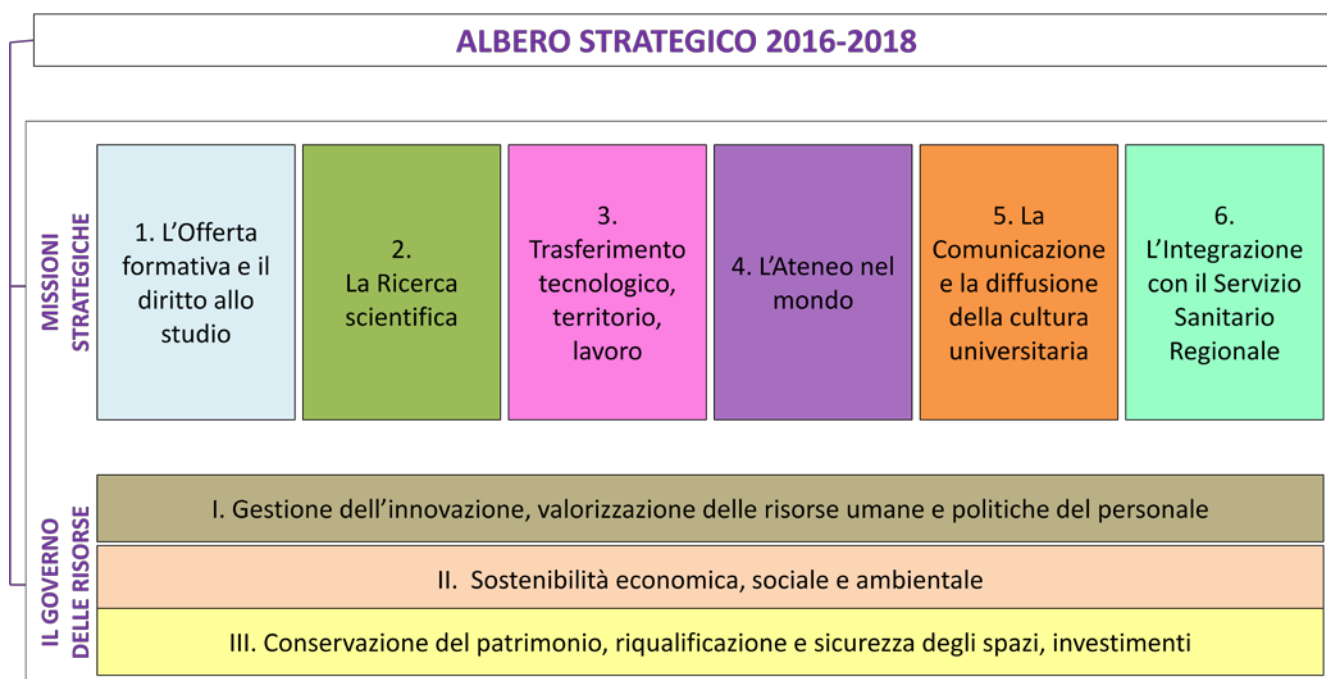 ALBERO STRATEGICO 2016-2018
MISSIONI
STRATEGICHE
1. L'Offerta
formativa e il
diritto allo
studio
2.
La Ricerca
scientifica
3.
Trasferimento
tecnologico,
territorio,
lavoro
4. L'Ateneo nel
mondo
5. La
Comunicazione
e la diffusione
della cultura
universitaria
6.
L'Integrazione
con il Servizio
Sanitario
Regionale
IL GOVERNO
DELLE RISORSE
I. Gestione dell'innovazione, valorizzazione delle risorse umane e politiche del personale
II. Sostenibilità economica, sociale e ambientale
III. Conservazione del patrimonio, riqualificazione e sicurezza degli spazi, investimenti